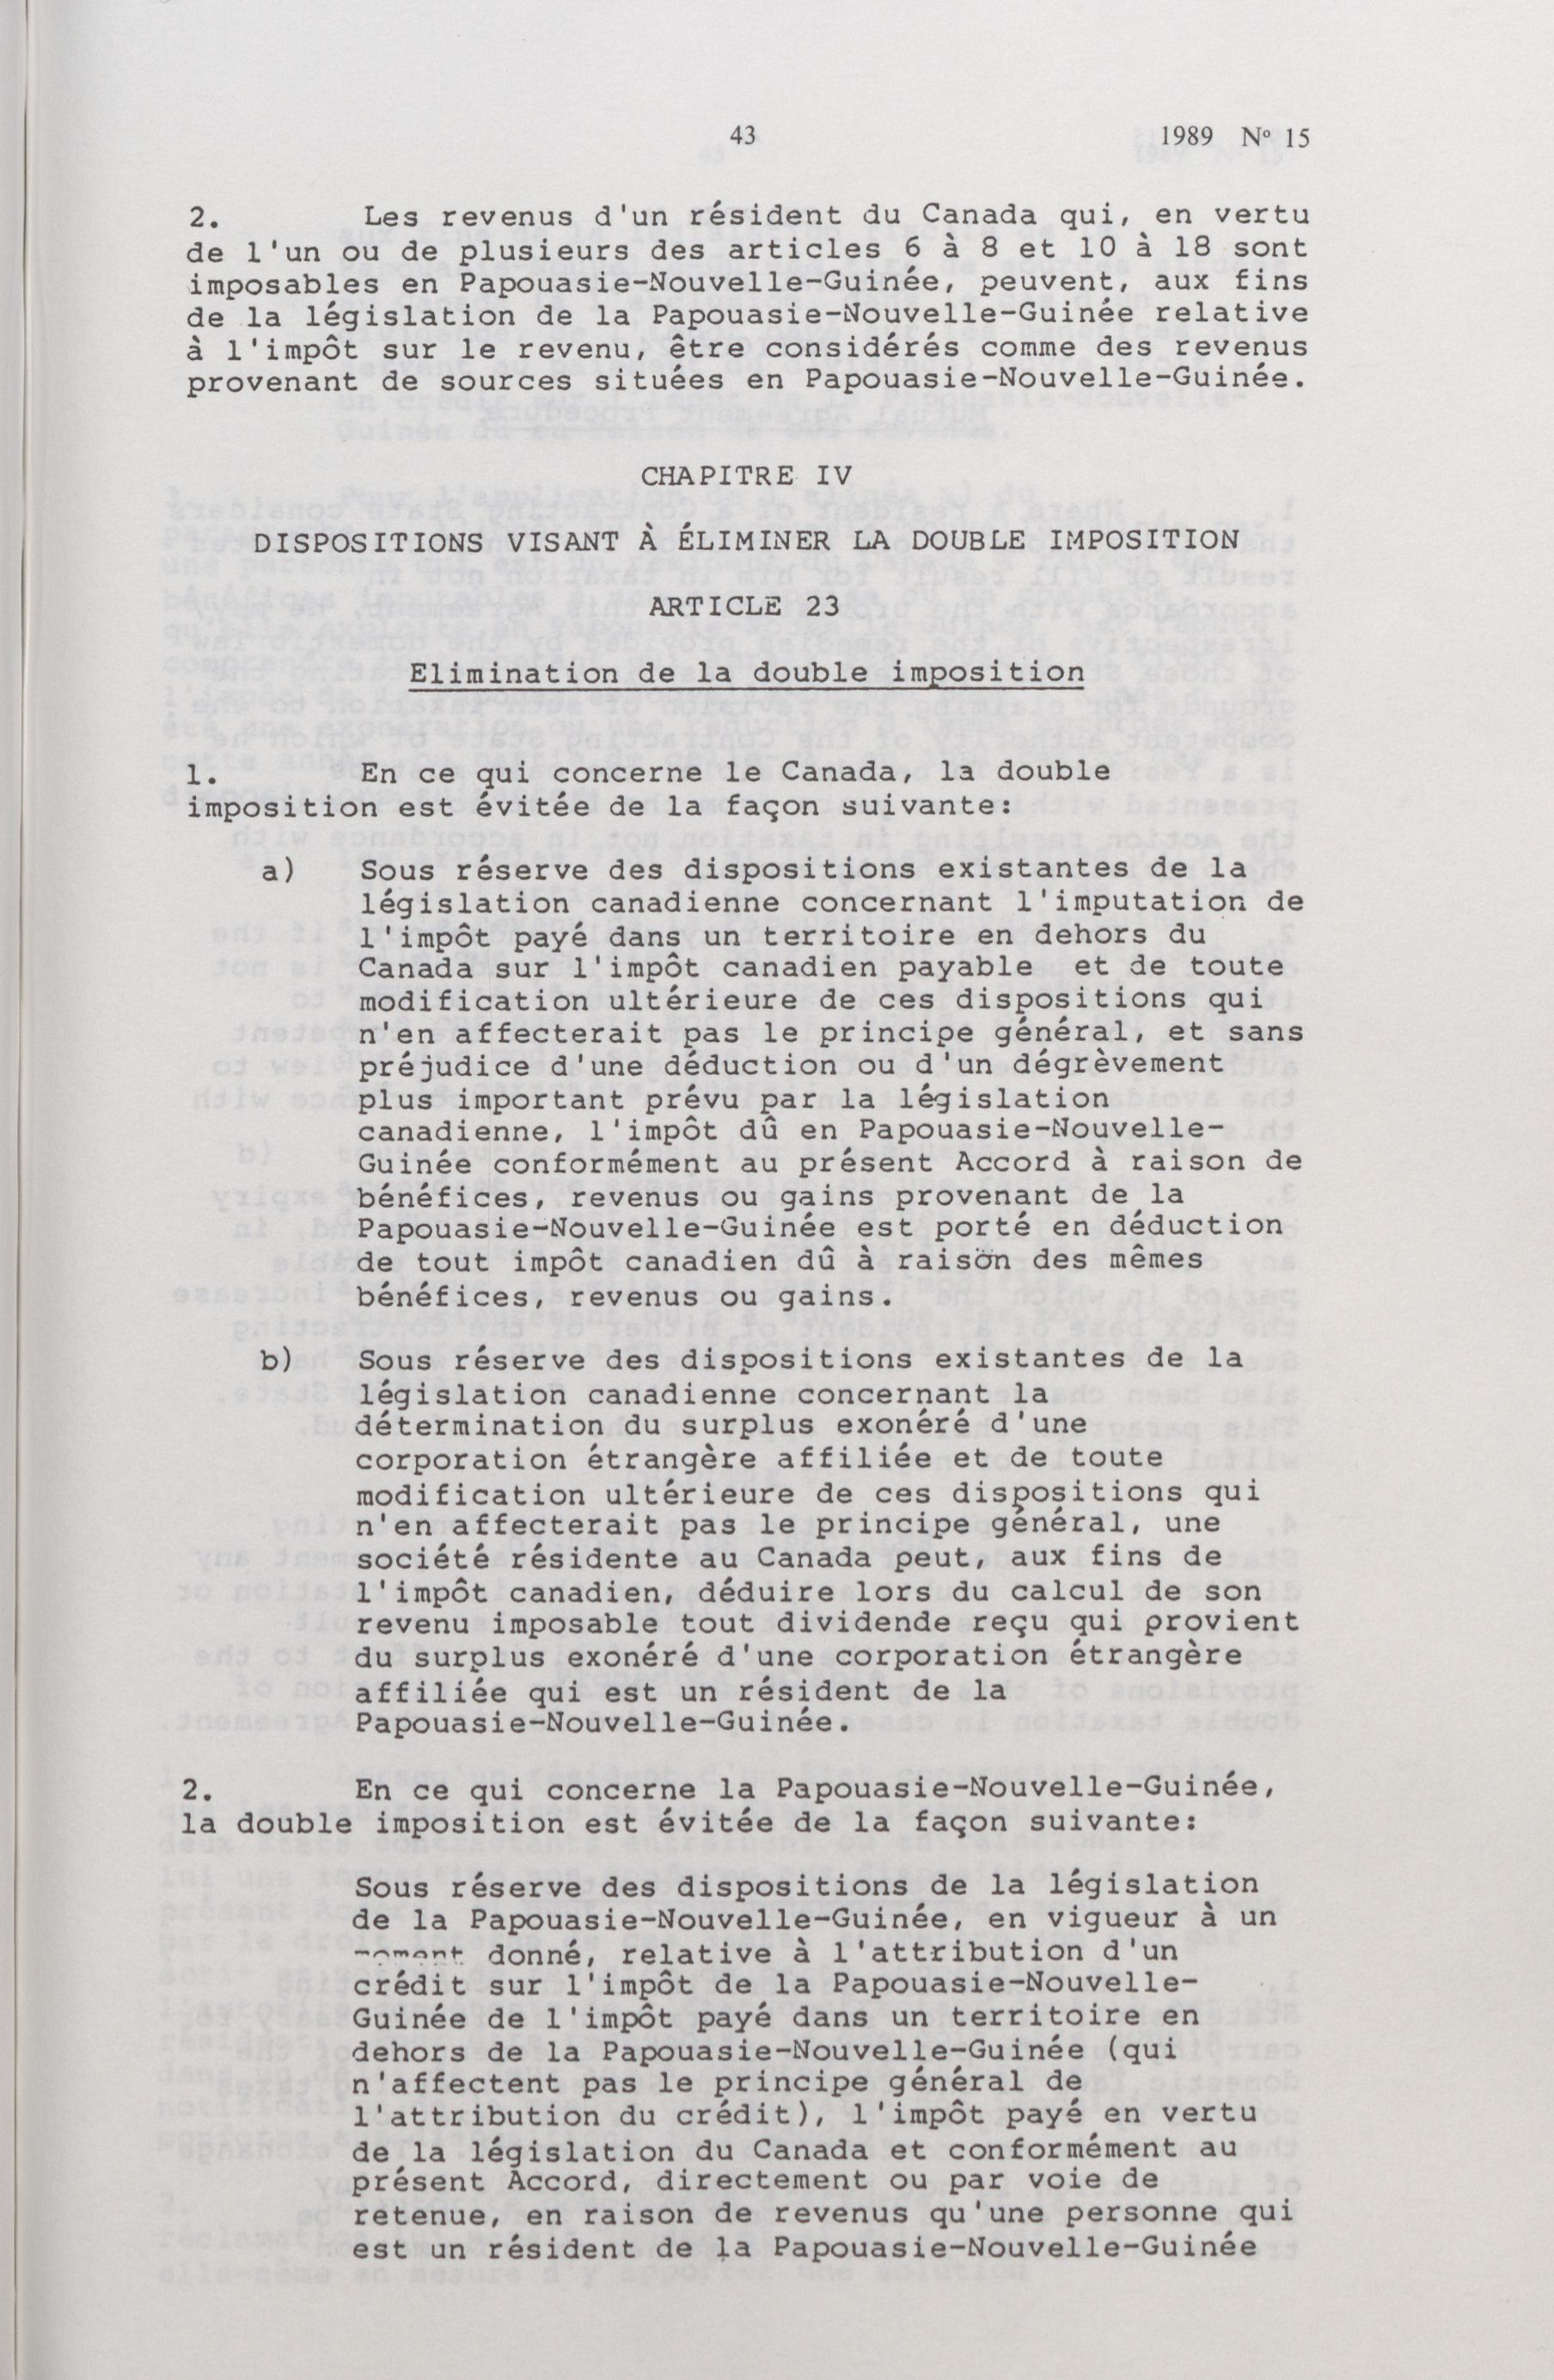 43
1989 Nº 15
2. Les revenus d'un résident du Canada qui, en vertu
de l'un ou de plusieurs des articles 6 à 8 et 10 à 18 sont
imposables en Papouasie-Nouvelle-Guinée, peuvent, aux fins
de la législation de la Papouasie-Nouvelle-Guinée relative
à l'impôt sur le revenu, être considérés comme des revenus
provenant de sources situées en Papouasie-Nouvelle-Guinée.
CHAPITRE IV
DISPOSITIONS VISANT À ÉLIMINER LA DOUBLE IMPOSITION
ARTICLE 23
Elimination de la double imposition
1. En ce qui concerne le Canada, la double
imposition est évitée de la façon suivante:
a) Sous réserve des dispositions existantes de la
législation canadienne concernant l'imputation de
l'impôt payé dans un territoire en dehors du
Canada sur l'impôt canadien payable et de toute
modification ultérieure de ces dispositions qui
n'en affecterait pas le principe général, et sans
préjudice d'une déduction ou d'un dégrèvement
plus important prévu par la législation
canadienne, l'impôt dû en Papouasie-Nouvelle-
Guinée conformément au présent Accord à raison de
bénéfices, revenus ou gains provenant de la
Papouasie-Nouvelle-Guinée est porté en déduction
de tout impôt canadien dû à raison des mêmes
bénéfices, revenus ou gains.
b) Sous réserve des dispositions existantes de la
législation canadienne concernant la
détermination du surplus exonéré d'une
corporation étrangère affiliée et de toute
modification ultérieure de ces dispositions qui
n'en affecterait pas le principe général, une
société résidente au Canada peut, aux fins de
l'impôt canadien, déduire lors du calcul de son
revenu imposable tout dividende reçu qui provient
du surplus exonéré d'une corporation étrangère
affiliée qui est un résident de la
Papouasie-Nouvelle-Guinée.
2. En ce qui concerne la Papouasie-Nouvelle-Guinée,
la double imposition est évitée de la façon suivante:
Sous réserve des dispositions de la législation
de la Papouasie-Nouvelle-Guinée, en vigueur à un
moment donné, relative à l'attribution d'un
crédit sur l'impôt de la Papouasie-Nouvelle-
Guinée de l'impôt payé dans un territoire en
dehors de la Papouasie-Nouvelle-Guinée (qui
n'affectent pas le principe général de
l'attribution du crédit), l'impôt payé en vertu
de la législation du Canada et conformément au
présent Accord, directement ou par voie de
retenue, en raison de revenus qu'une personne qui
est un résident de la Papouasie-Nouvelle-Guinée